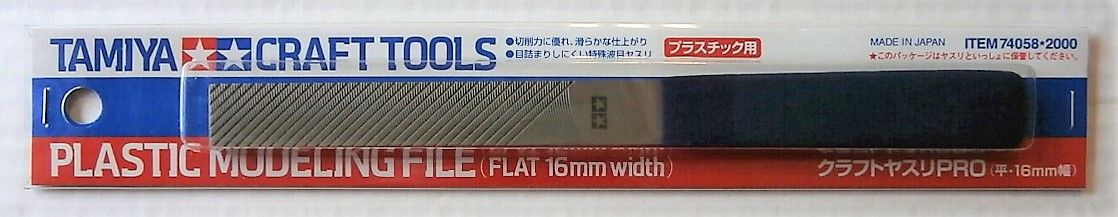 TAMIYA CRAFT TOOLS
●切削力に優れ、滑らかな仕上がり
●目詰まりしにくい特殊波目ヤスリ
プラスチック用
MADE IN JAPAN ITEM 74058•2000
★このパッケージはヤスリといっしょに保管してください。
PLASTIC MODELING FILE (FLAT 16mm width)
クラフトヤスリPRO (平・16mm幅)